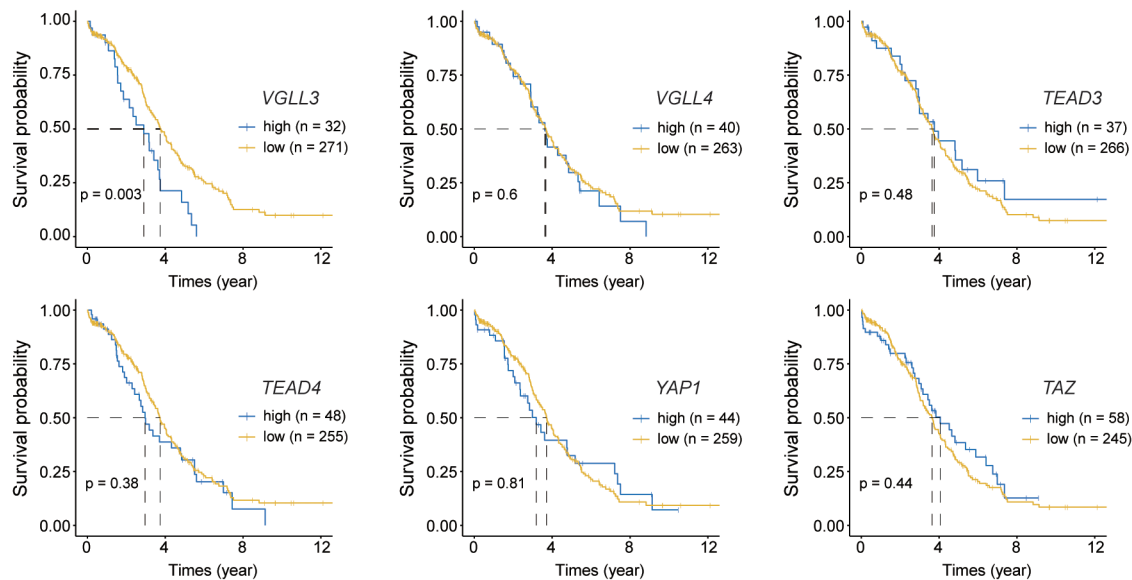 1.00
0.75
0.50
0.25
0.00
Survival probability
VGLL3
high (n = 32)
low (n = 271)
p = 0.003
0 4 8 12
Times (year)
1.00
0.75
0.50
0.25
0.00
Survival probability
VGLL4
high (n = 40)
low (n = 263)
p = 0.6
0 4 8 12
Times (year)
1.00
0.75
0.50
0.25
0.00
Survival probability
TEAD3
high (n = 37)
low (n = 266)
p = 0.48
0 4 8 12
Times (year)
1.00
0.75
0.50
0.25
0.00
Survival probability
TEAD4
high (n = 48)
low (n = 255)
p = 0.38
0 4 8 12
Times (year)
1.00
0.75
0.50
0.25
0.00
Survival probability
YAP1
high (n = 44)
low (n = 259)
p = 0.81
0 4 8 12
Times (year)
1.00
0.75
0.50
0.25
0.00
Survival probability
TAZ
high (n = 58)
low (n = 245)
p = 0.44
0 4 8 12
Times (year)